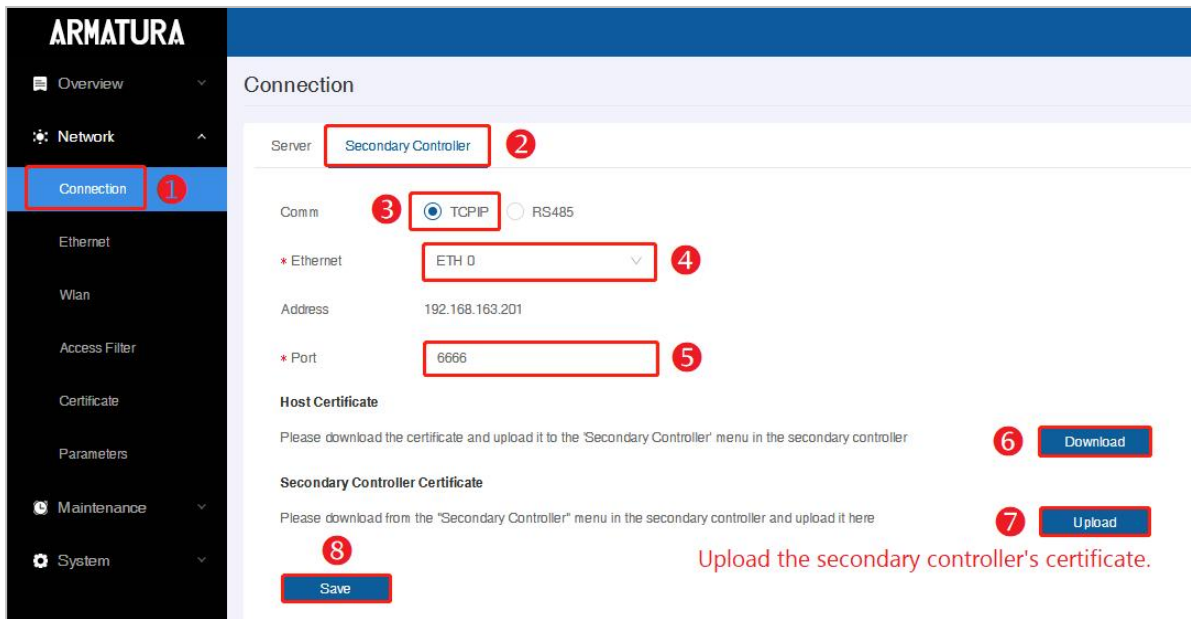 ARMATURA
Overview
Network
Connection 1
Ethernet
Wlan
Access Filter
Certificate
Parameters
Maintenance
System
Connection
Server Secondary Controller 2
Comm 3 TCPIP RS485
* Ethernet ETH 0 4
Address 192.168.163.201
* Port 6666 5
Host Certificate
Please download the certificate and upload it to the 'Secondary Controller' menu in the secondary controller 6 Download
Secondary Controller Certificate
Please download from the "Secondary Controller" menu in the secondary controller and upload it here 7 Upload
Upload the secondary controller's certificate.
8
Save